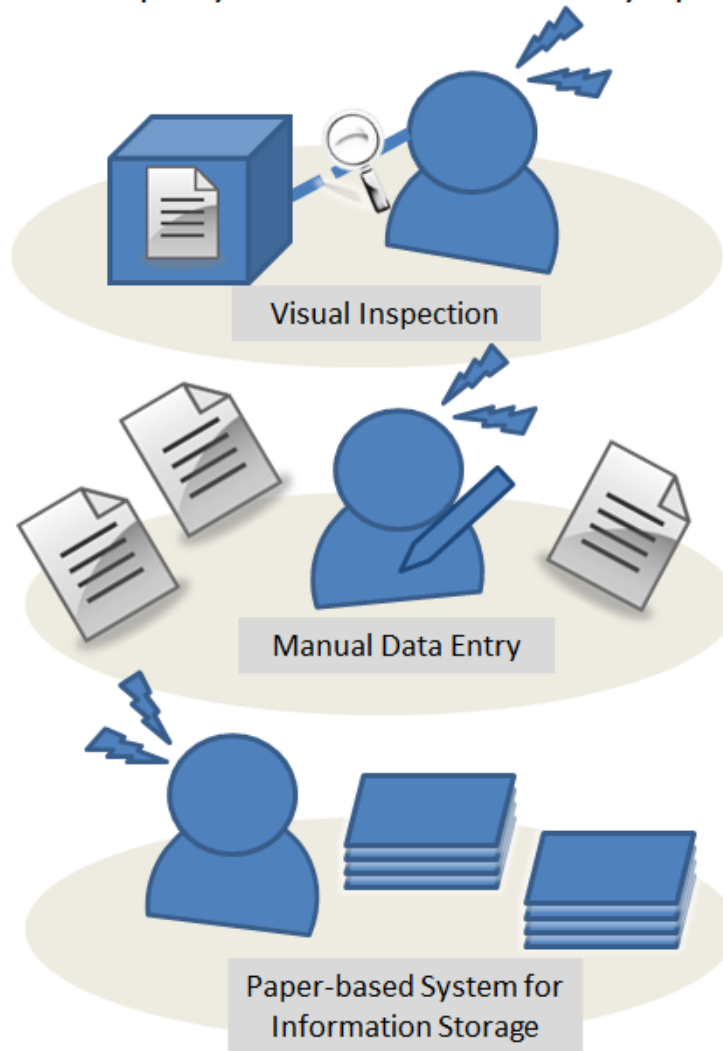 Visual Inspection
Manual Data Entry
Paper-based System for
Information Storage